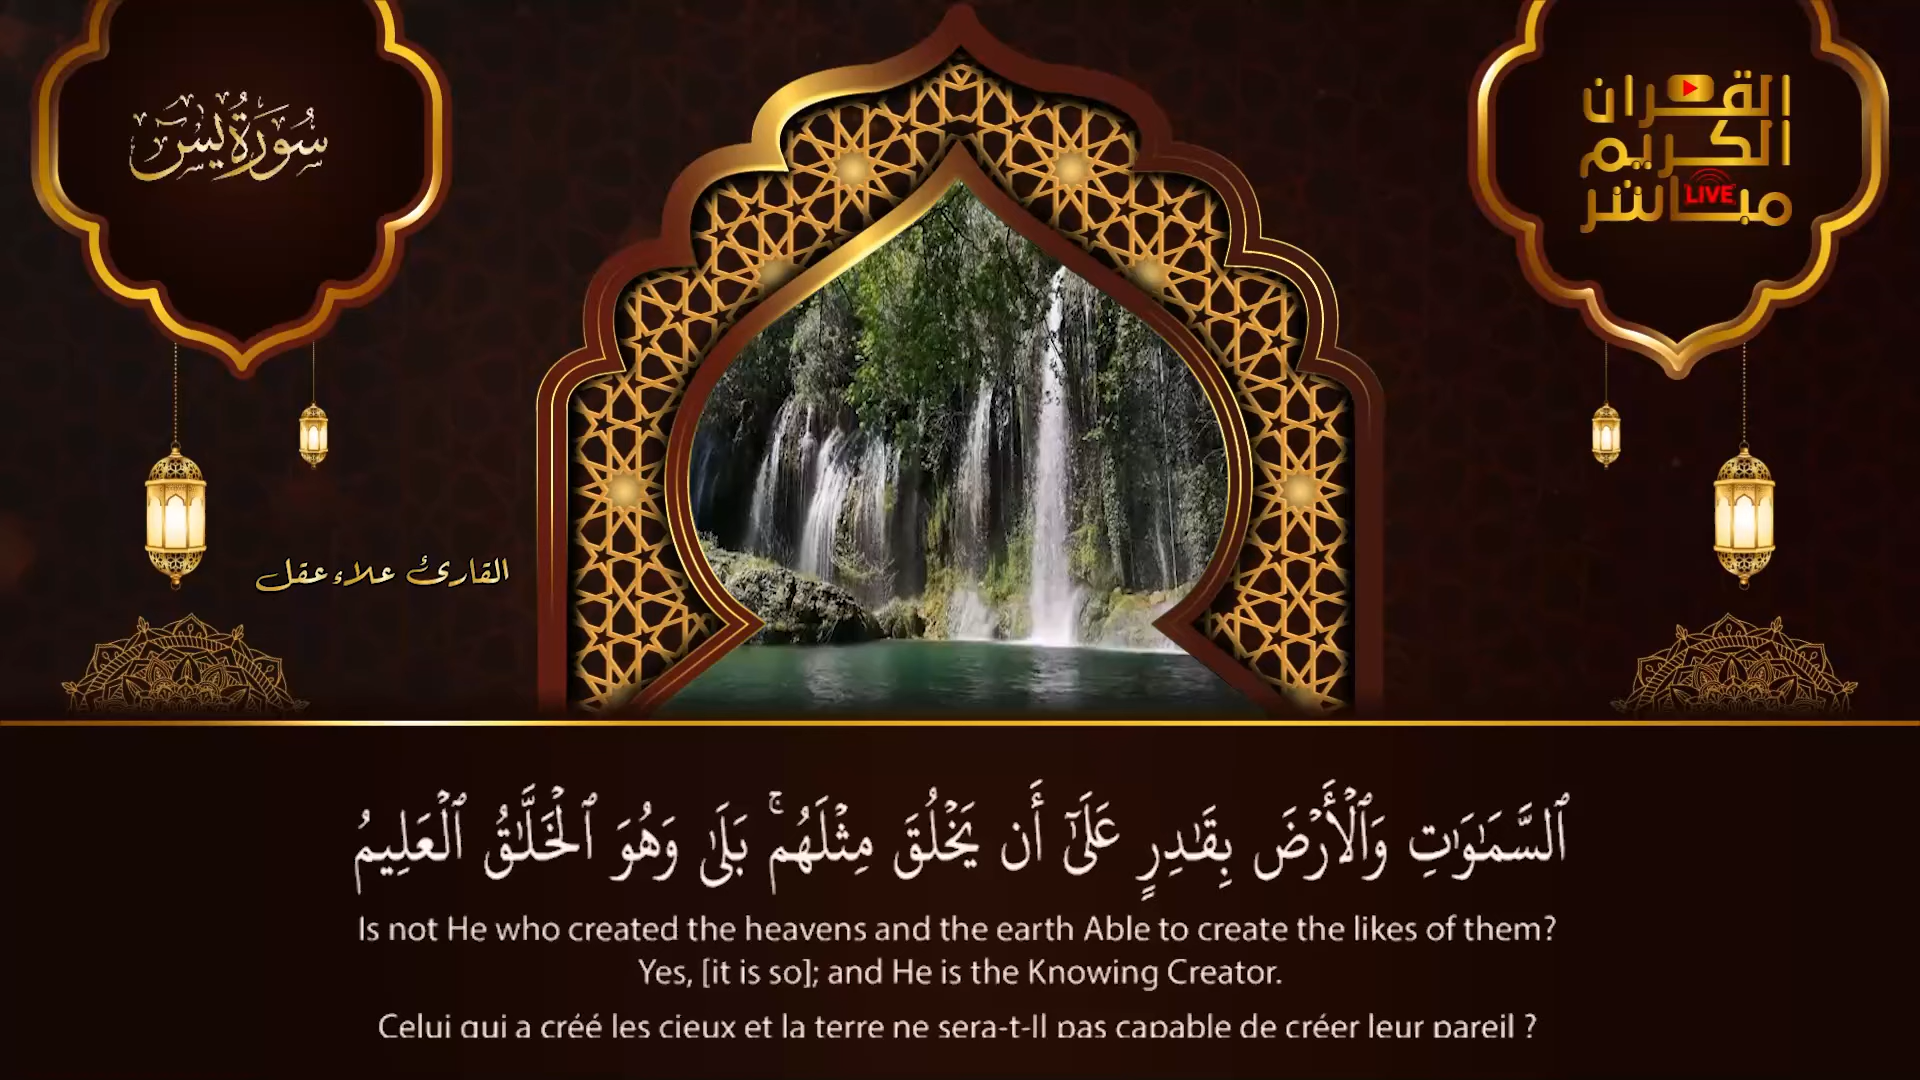 سُورَةُ يس
القران
الكريم
مباشر
LIVE
القارئ علاء عقل
ٱلسَّمَٰوَٰتِ وَٱلْأَرْضَ بِقَٰدِرٍ عَلَىٰٓ أَن يَخْلُقَ مِثْلَهُم ۚ بَلَىٰ وَهُوَ ٱلْخَلَّٰقُ ٱلْعَلِيمُ
Is not He who created the heavens and the earth Able to create the likes of them?
Yes, [it is so]; and He is the Knowing Creator.
Celui qui a créé les cieux et la terre ne sera-t-Il pas capable de créer leur pareil ?